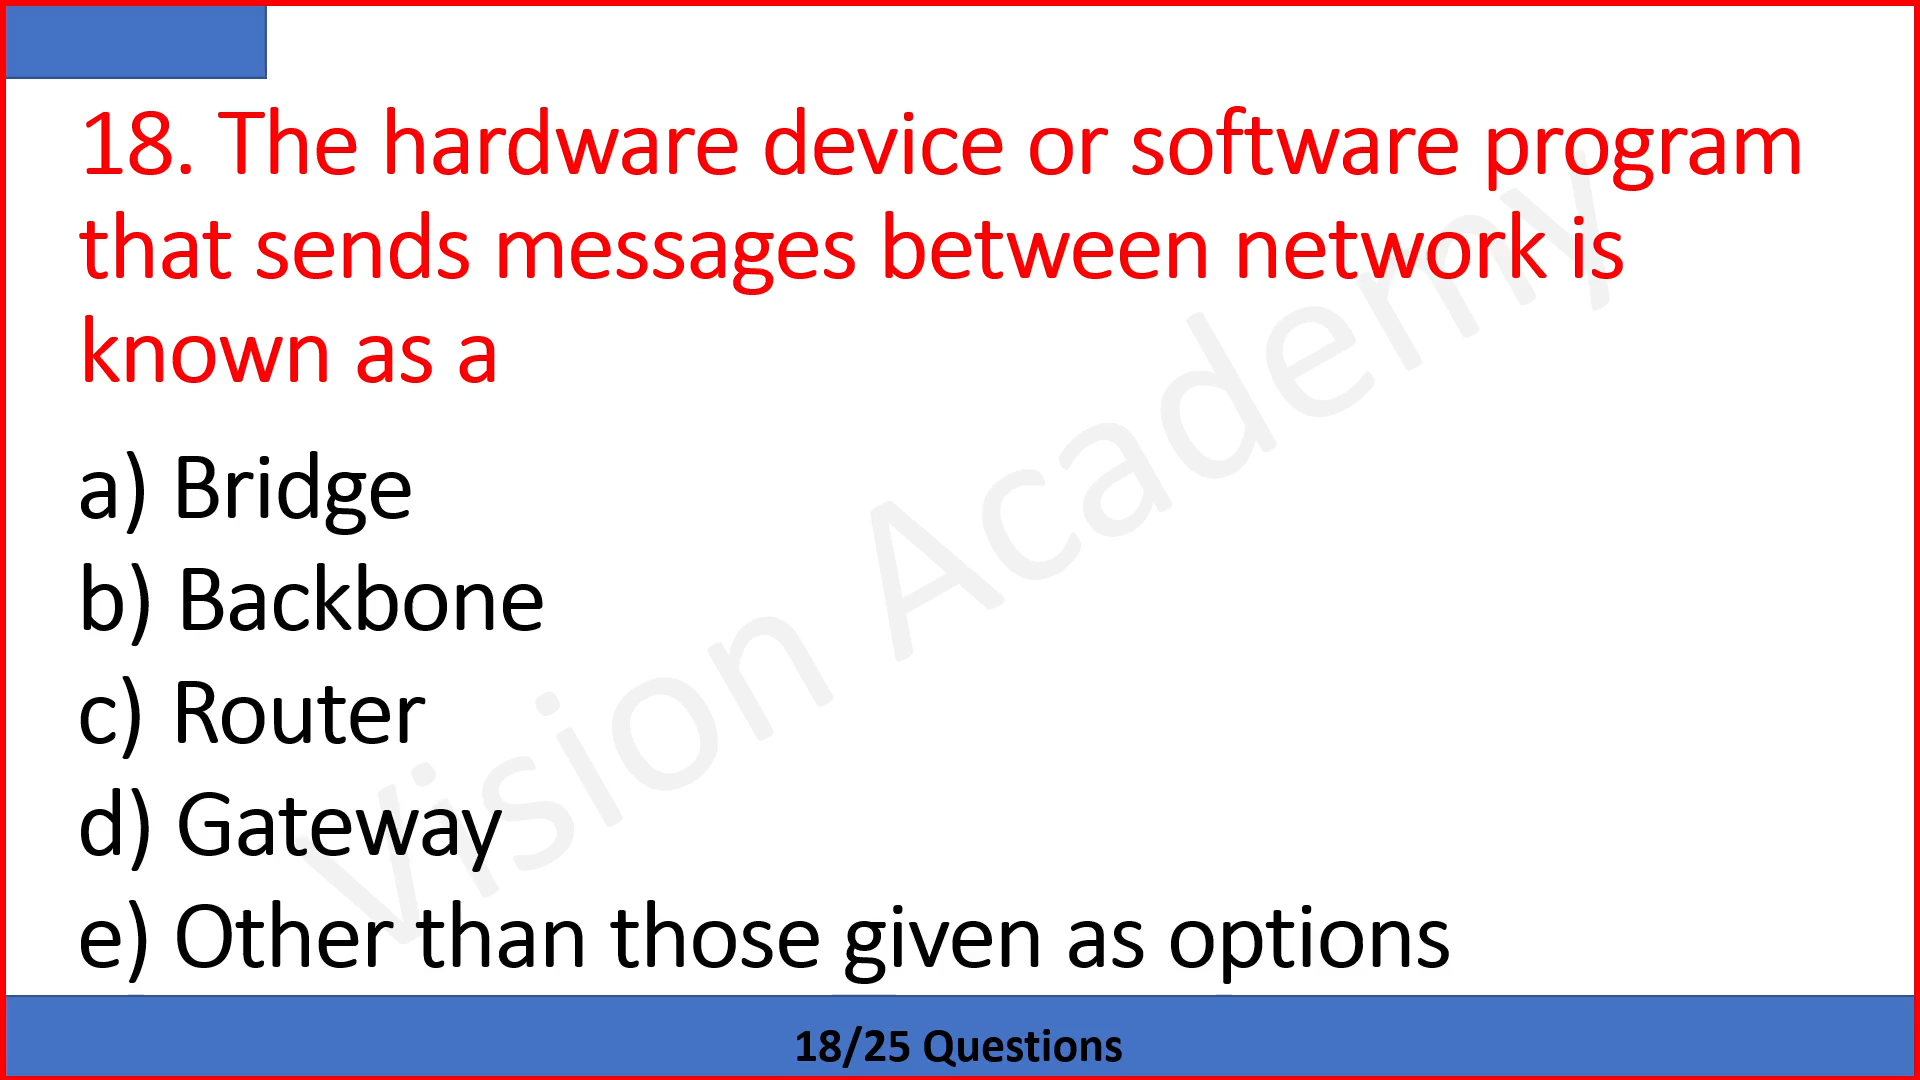 18. The hardware device or software program
that sends messages between network is
known as a
a) Bridge
b) Backbone
c) Router
d) Gateway
e) Other than those given as options
Vision Academy
18/25 Questions